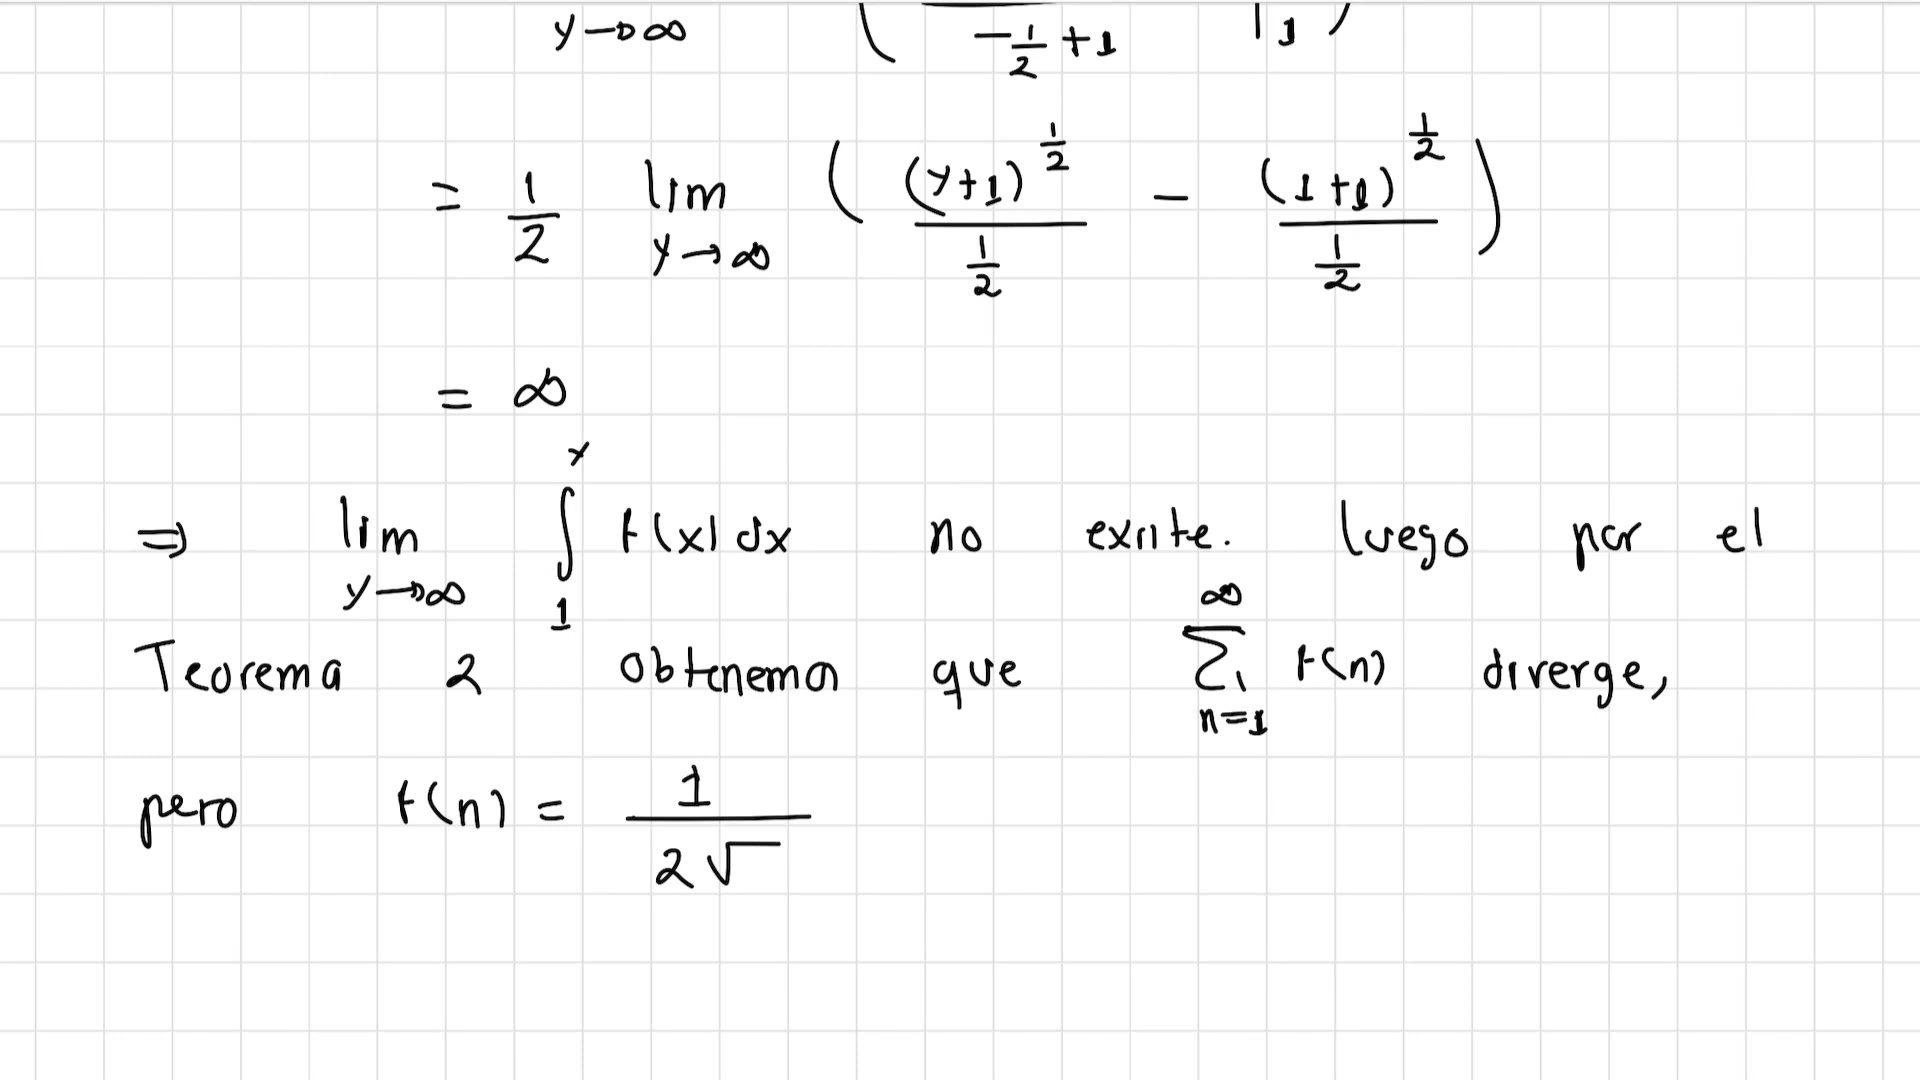 y→∞ ( / -1/2 +1 |1 )
= 1/2 lim y→∞ ( (y+1)^{1/2} / 1/2 − (1+1)^{1/2} / 1/2 )
= ∞
⇒ lim y→∞ ∫_1^y f(x) dx no existe. Luego por el
Teorema 2 obtenemos que ∑_{n=1}^∞ f(n) diverge,
pero f(n) = 1 / 2√